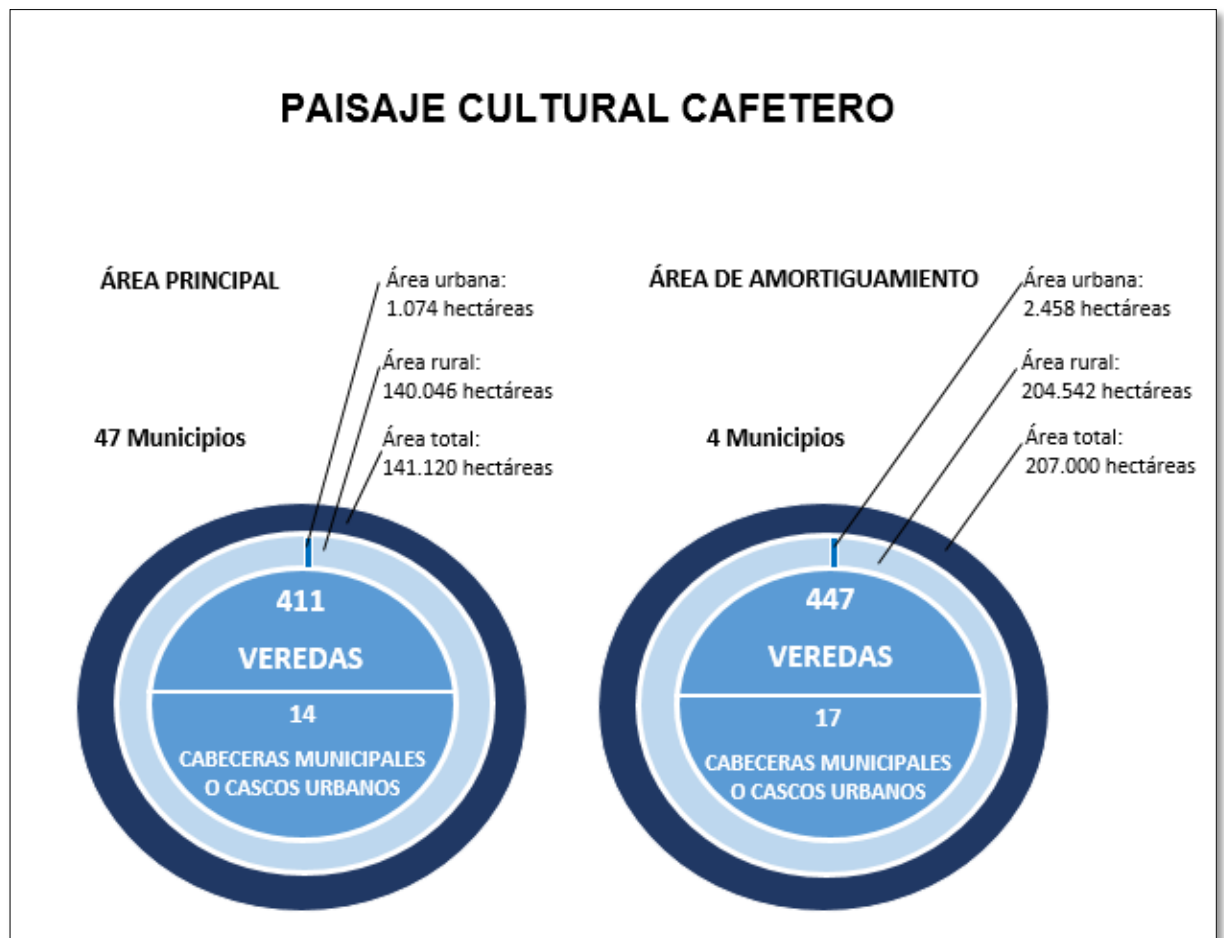 PAISAJE CULTURAL CAFETERO
ÁREA PRINCIPAL
Área urbana:
1.074 hectáreas
Área rural:
140.046 hectáreas
47 Municipios
Área total:
141.120 hectáreas
411
VEREDAS
14
CABECERAS MUNICIPALES
O CASCOS URBANOS
ÁREA DE AMORTIGUAMIENTO
Área urbana:
2.458 hectáreas
Área rural:
204.542 hectáreas
4 Municipios
Área total:
207.000 hectáreas
447
VEREDAS
17
CABECERAS MUNICIPALES
O CASCOS URBANOS